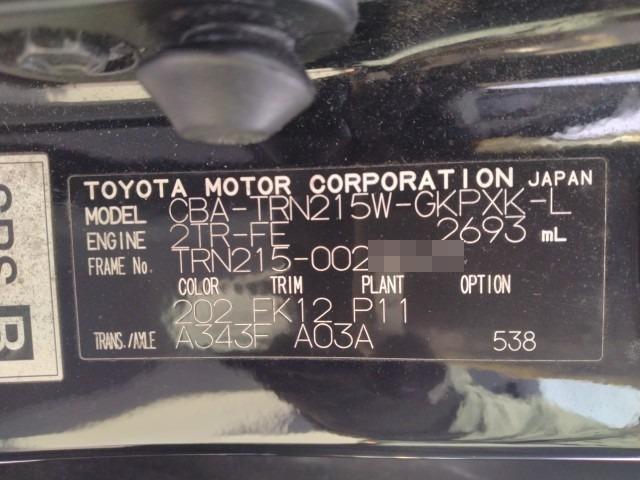 TOYOTA MOTOR CORPORATION JAPAN
MODEL CBA-TRN215W-GKPXK-L
ENGINE 2TR-FE 2693 mL
FRAME No. TRN215-002
COLOR TRIM PLANT OPTION
202 FK12 P11
TRANS./AXLE A343F A03A 538
SRS B